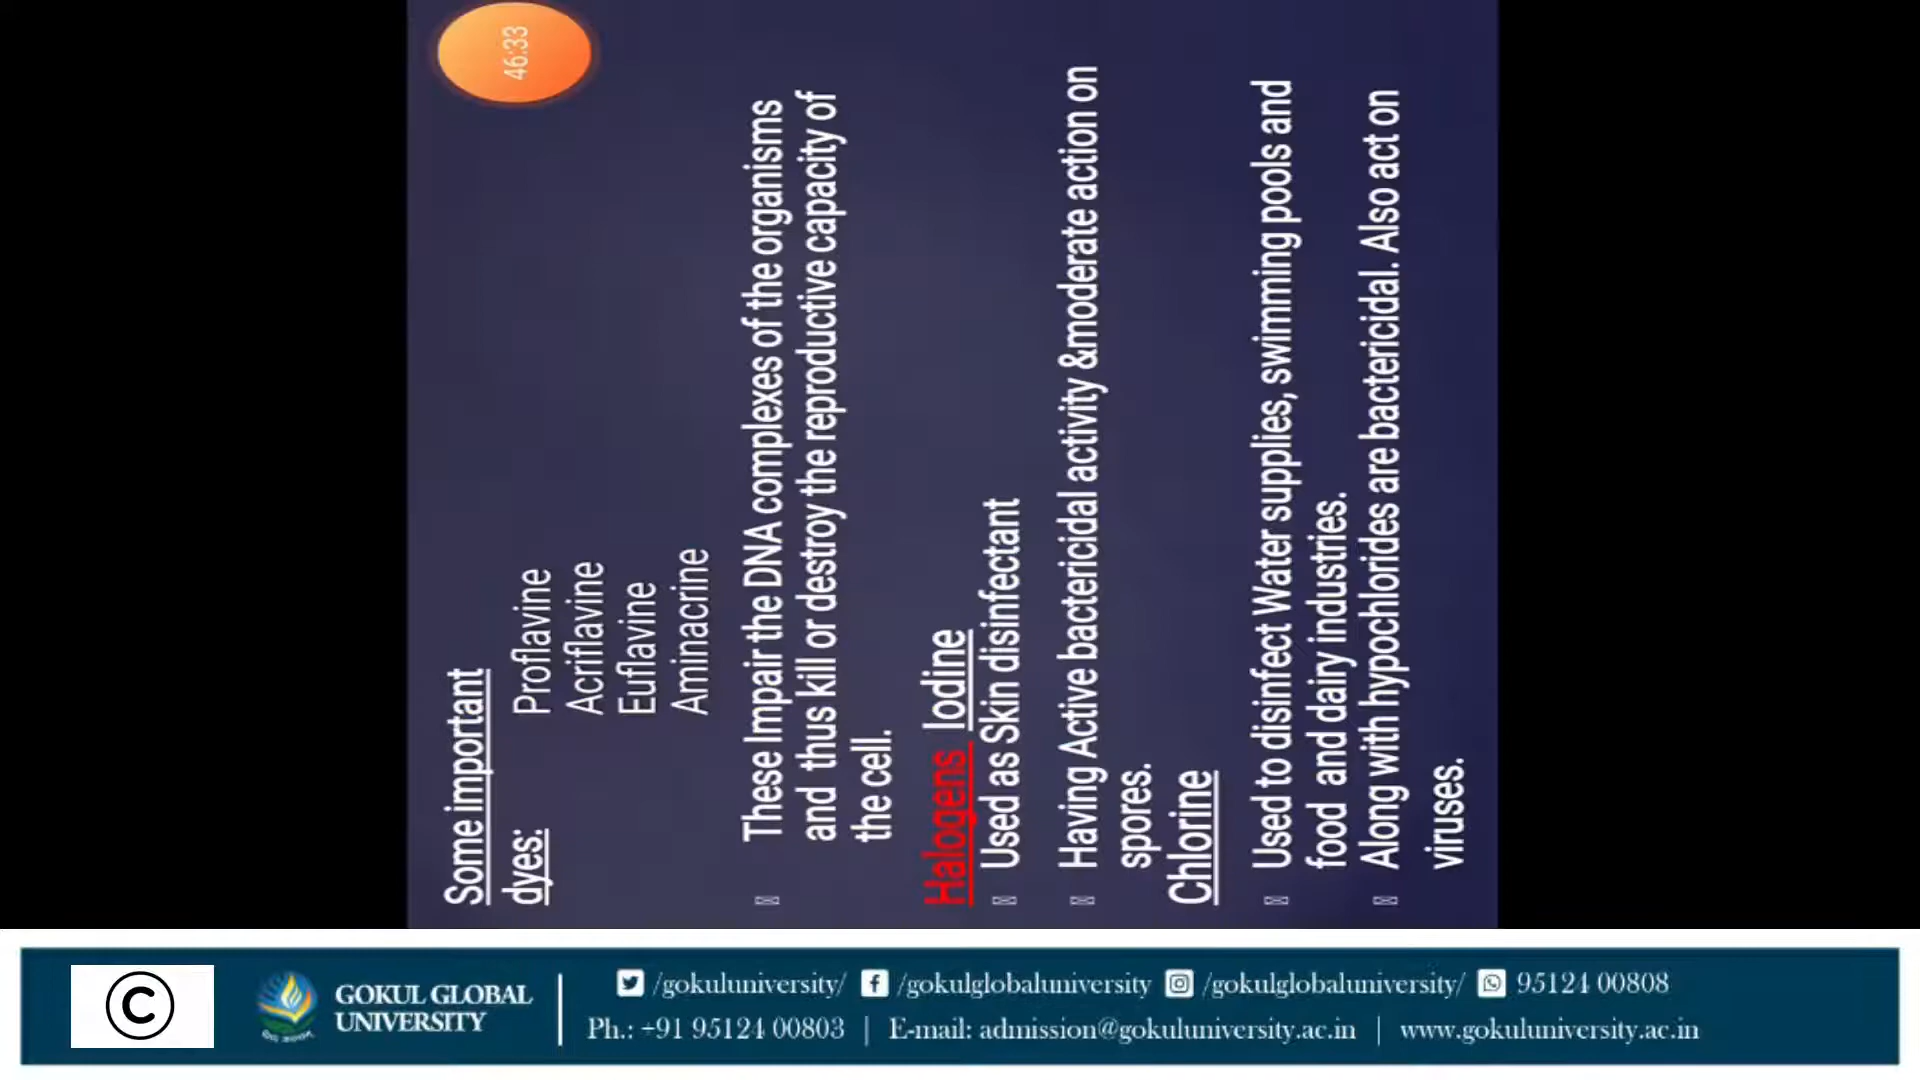 46:33
Some important
dyes:
Proflavine
Acriflavine
Euflavine
Aminacrine
These Impair the DNA complexes of the organisms
and thus kill or destroy the reproductive capacity of
the cell.
Halogens Iodine
Used as Skin disinfectant
Having Active bactericidal activity &moderate action on
spores.
Chlorine
Used to disinfect Water supplies, swimming pools and
food and dairy industries.
Along with hypochlorides are bactericidal. Also act on
viruses.
©
GOKUL GLOBAL
UNIVERSITY
/gokuluniversity/ /gokulglobaluniversity /gokulglobaluniversity/ 95124 00808
Ph.: +91 95124 00803 | E-mail: admission@gokuluniversity.ac.in | www.gokuluniversity.ac.in